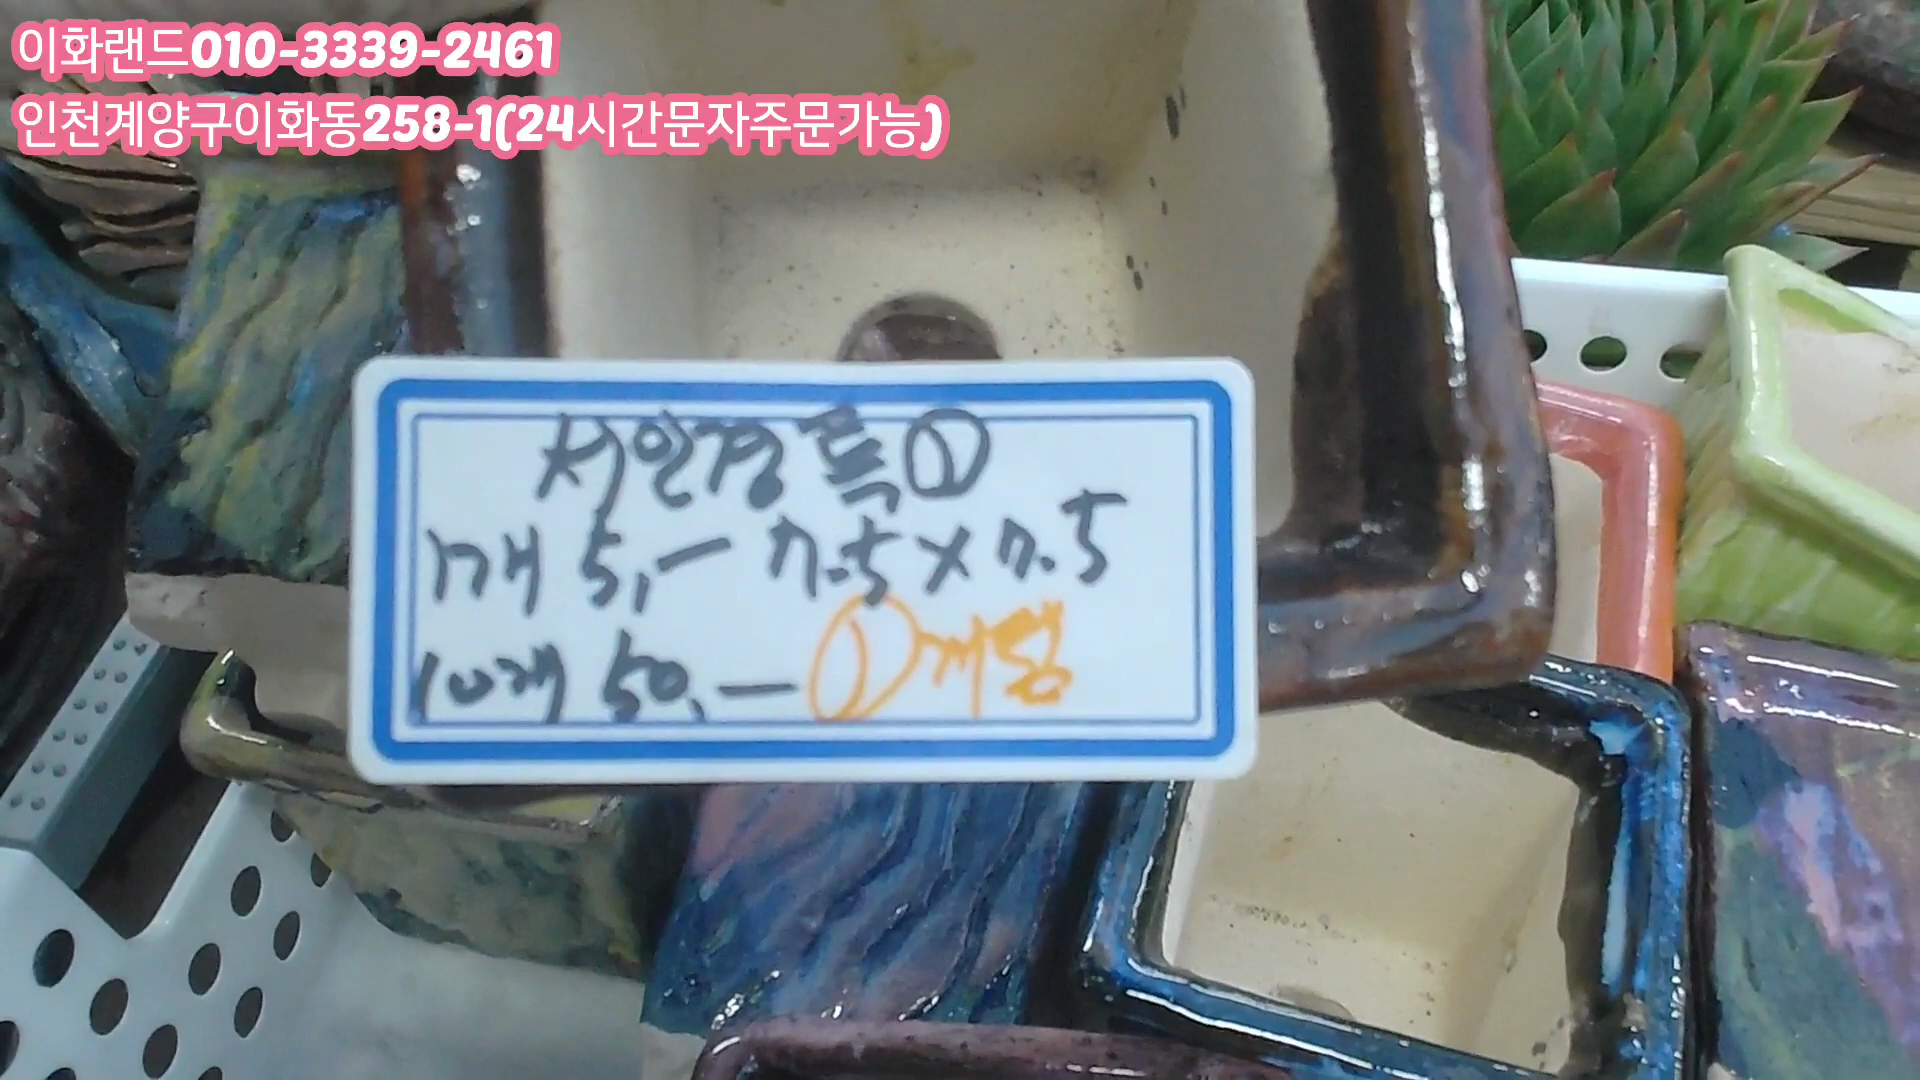 이화랜드010-3339-2461
인천계양구이화동258-1(24시간문자주문가능)
서인경 특①
1개 5,- 7.5×7.5
10개 50,- ①개덤